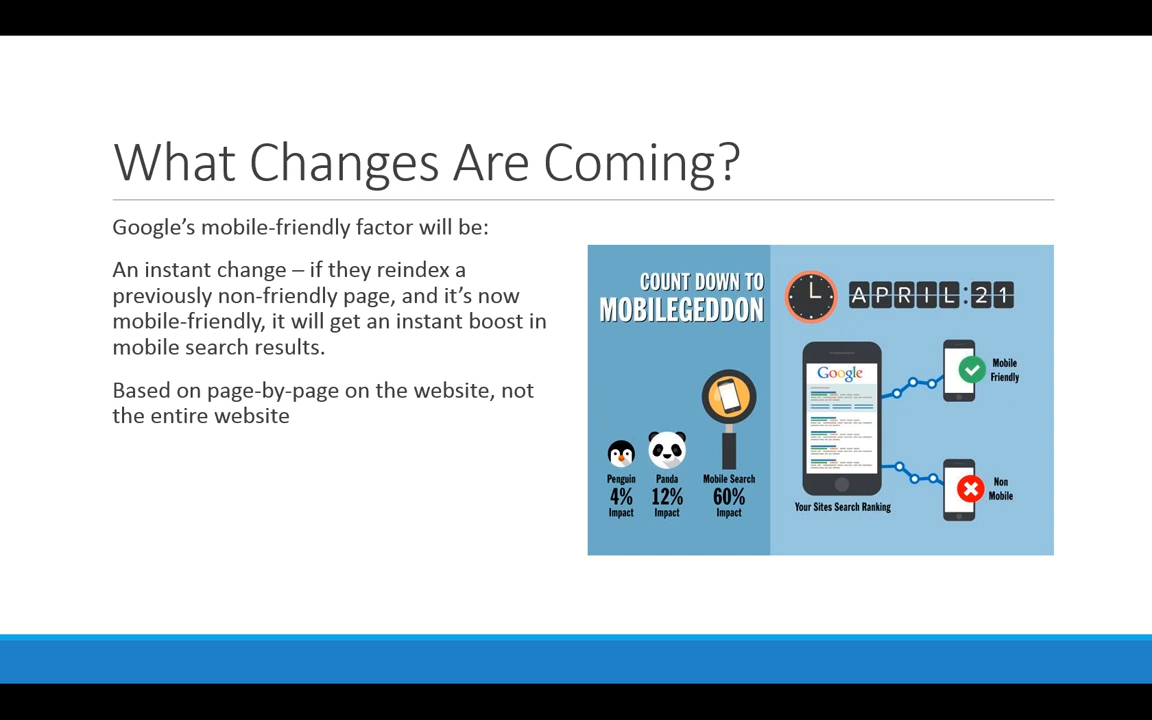 What Changes Are Coming?
Google’s mobile-friendly factor will be:
An instant change – if they reindex a
previously non-friendly page, and it’s now
mobile-friendly, it will get an instant boost in
mobile search results.
Based on page-by-page on the website, not
the entire website
COUNT DOWN TO
MOBILEGEDDON
Penguin
4%
Impact
Panda
12%
Impact
Mobile Search
60%
Impact
APRIL:21
Google
Your Sites Search Ranking
Mobile
Friendly
Non
Mobile